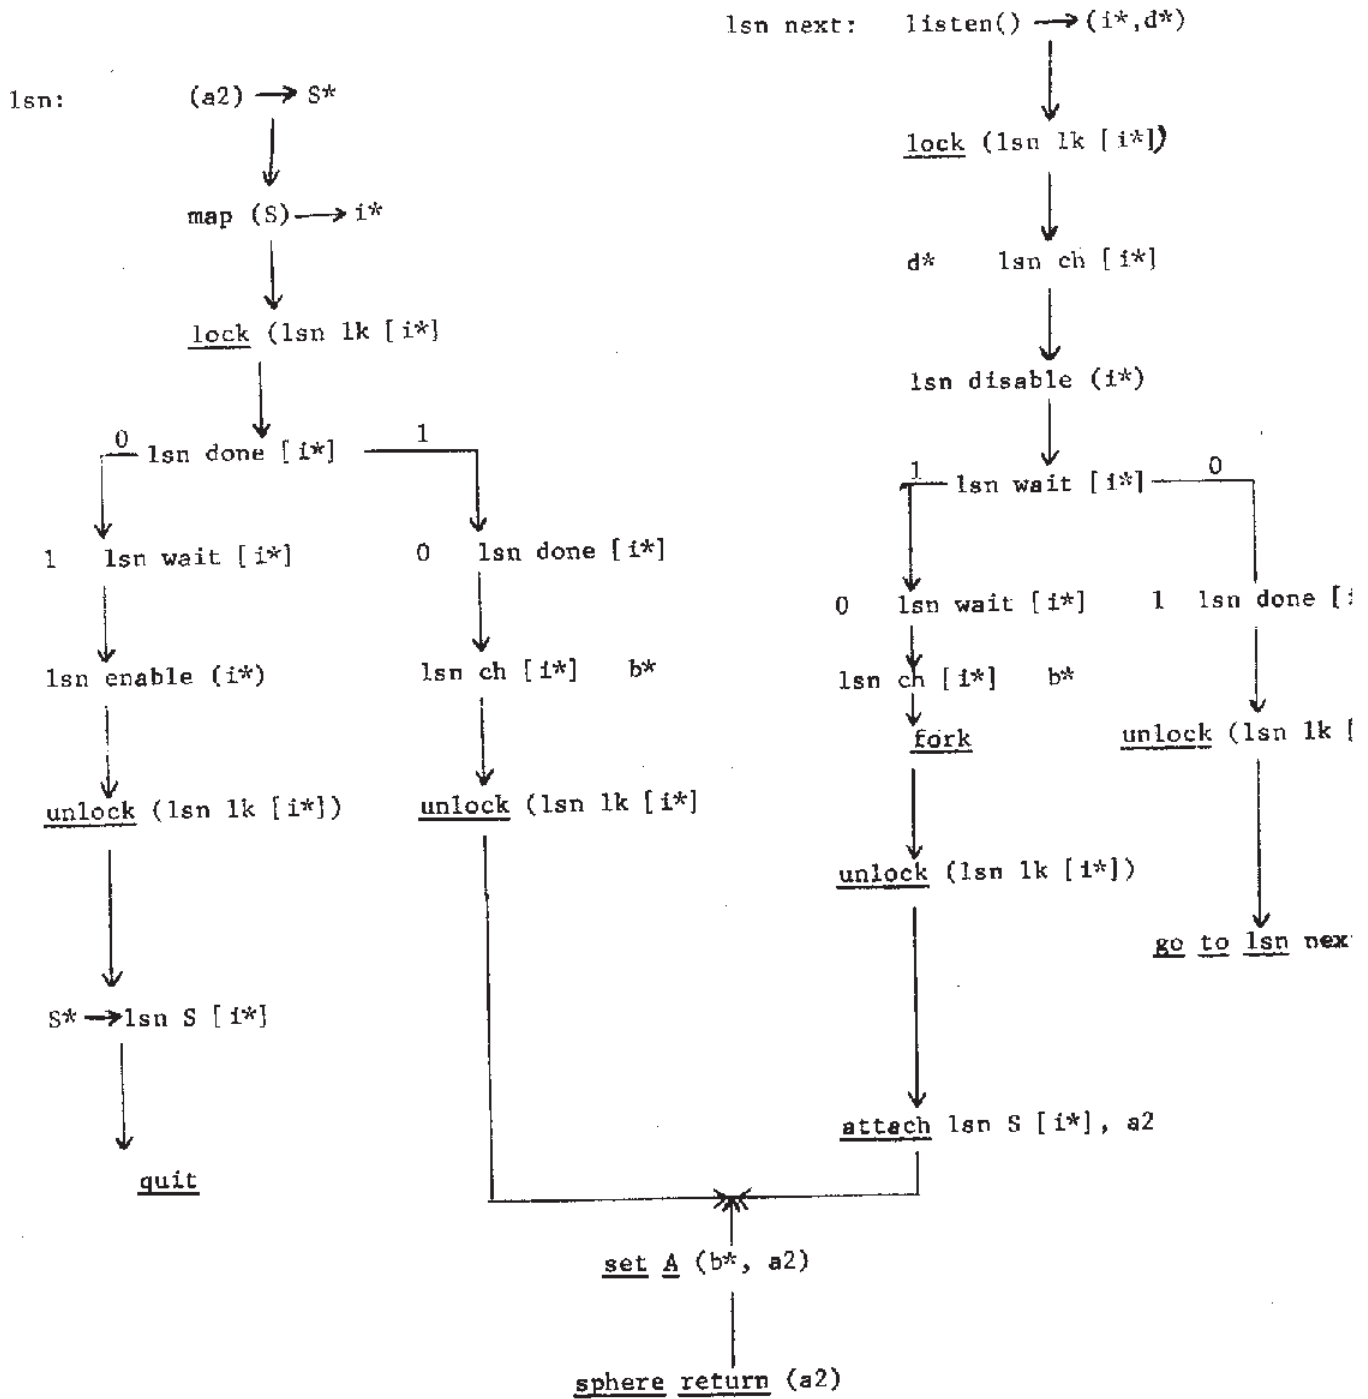 lsn next: listen() → (i*,d*)
lsn: (a2) → S*
lock (lsn lk [i*])
map (S) → i*
d* lsn ch [i*]
lock (lsn lk [i*]
lsn disable (i*)
0 lsn done [i*] 1
1 lsn wait [i*] 0
1 lsn wait [i*]
0 lsn done [i*]
0 lsn wait [i*]
1 lsn done [i
lsn enable (i*)
lsn ch [i*] b*
lsn ch [i*] b*
fork
unlock (lsn lk [
unlock (lsn lk [i*])
unlock (lsn lk [i*]
unlock (lsn lk [i*])
go to lsn nex
S* → lsn S [i*]
attach lsn S [i*], a2
quit
set A (b*, a2)
sphere return (a2)